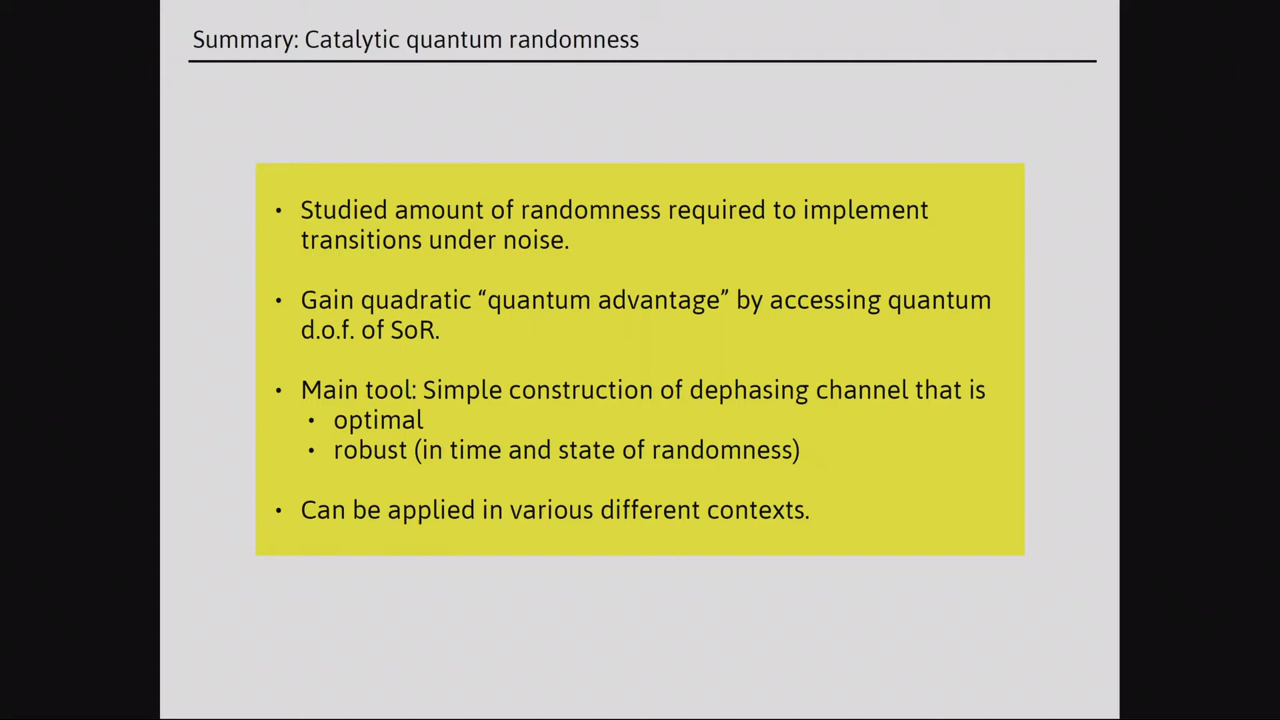 Summary: Catalytic quantum randomness
• Studied amount of randomness required to implement
transitions under noise.
• Gain quadratic “quantum advantage” by accessing quantum
d.o.f. of SoR.
• Main tool: Simple construction of dephasing channel that is
• optimal
• robust (in time and state of randomness)
• Can be applied in various different contexts.